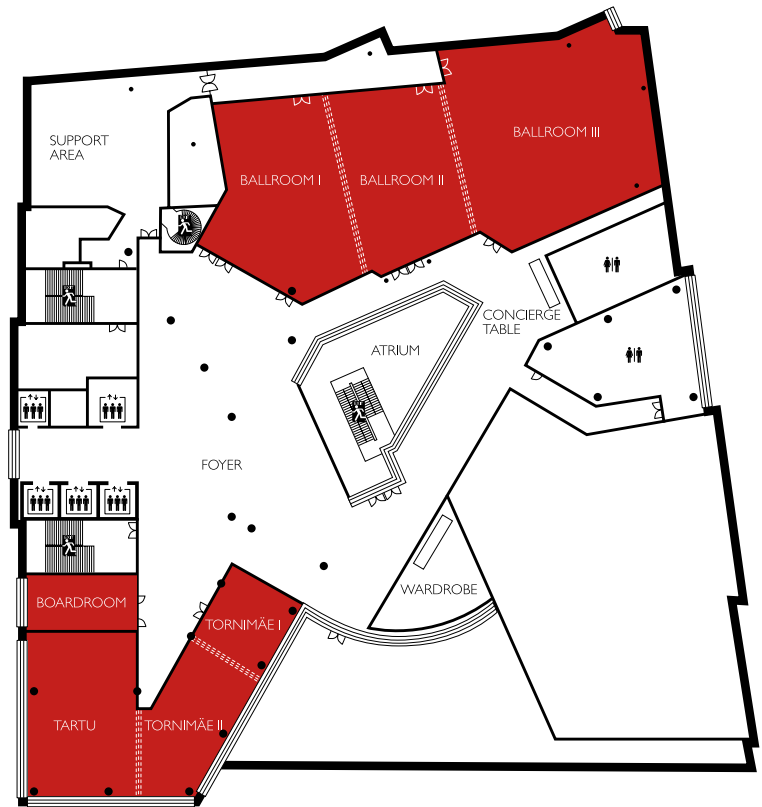 BALLROOM III
SUPPORT
AREA
BALLROOM I
BALLROOM II
CONCIERGE
TABLE
ATRIUM
FOYER
WARDROBE
BOARDROOM
TORNIMÄE I
TARTU
TORNIMÄE II